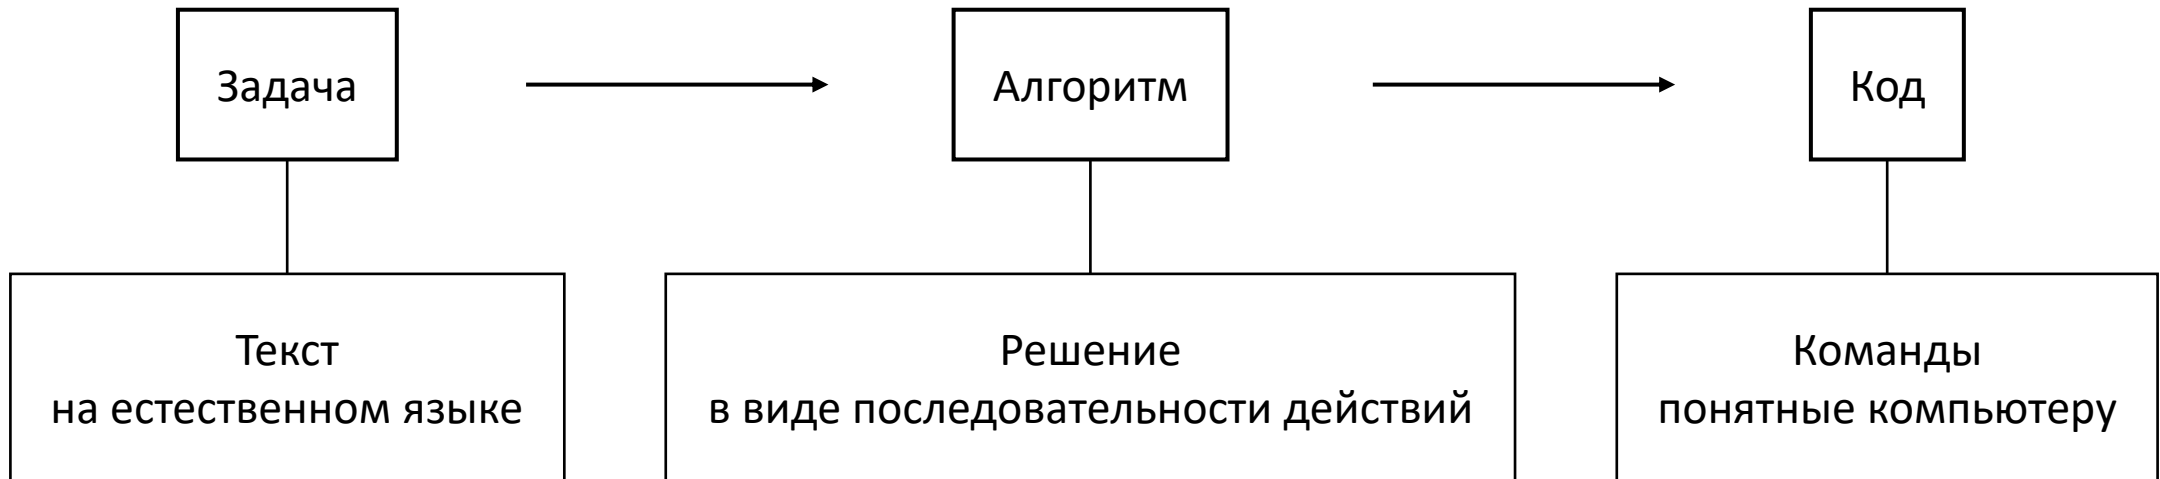 Задача
Алгоритм
Код
Текст
на естественном языке
Решение
в виде последовательности действий
Команды
понятные компьютеру